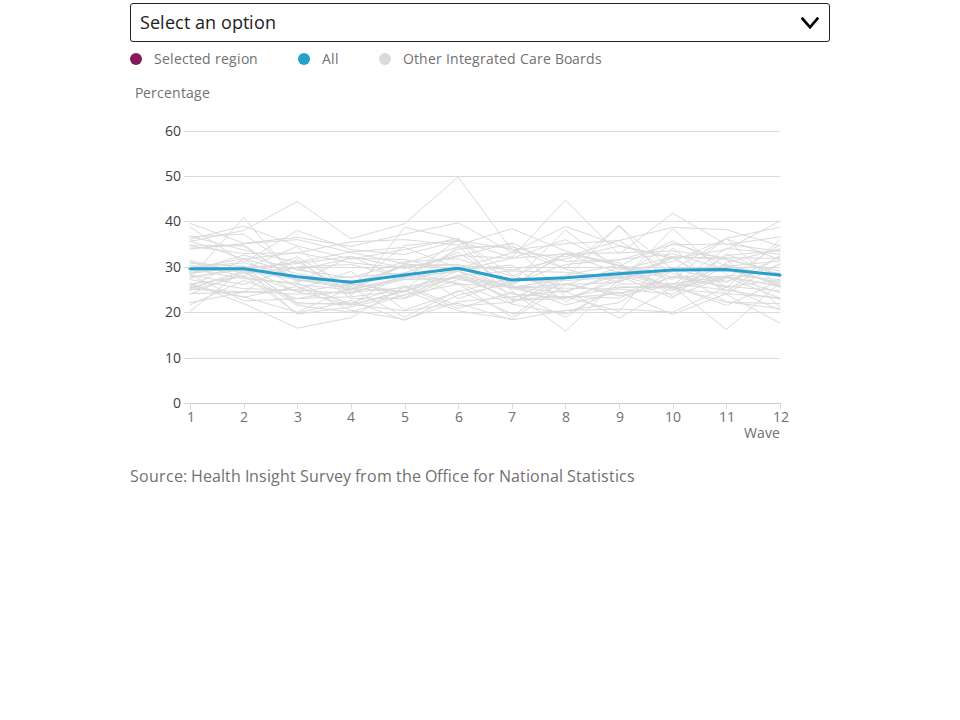 Select an option
Selected region All Other Integrated Care Boards
Percentage
60
50
40
30
20
10
0
1 2 3 4 5 6 7 8 9 10 11 12
Wave
Source: Health Insight Survey from the Office for National Statistics